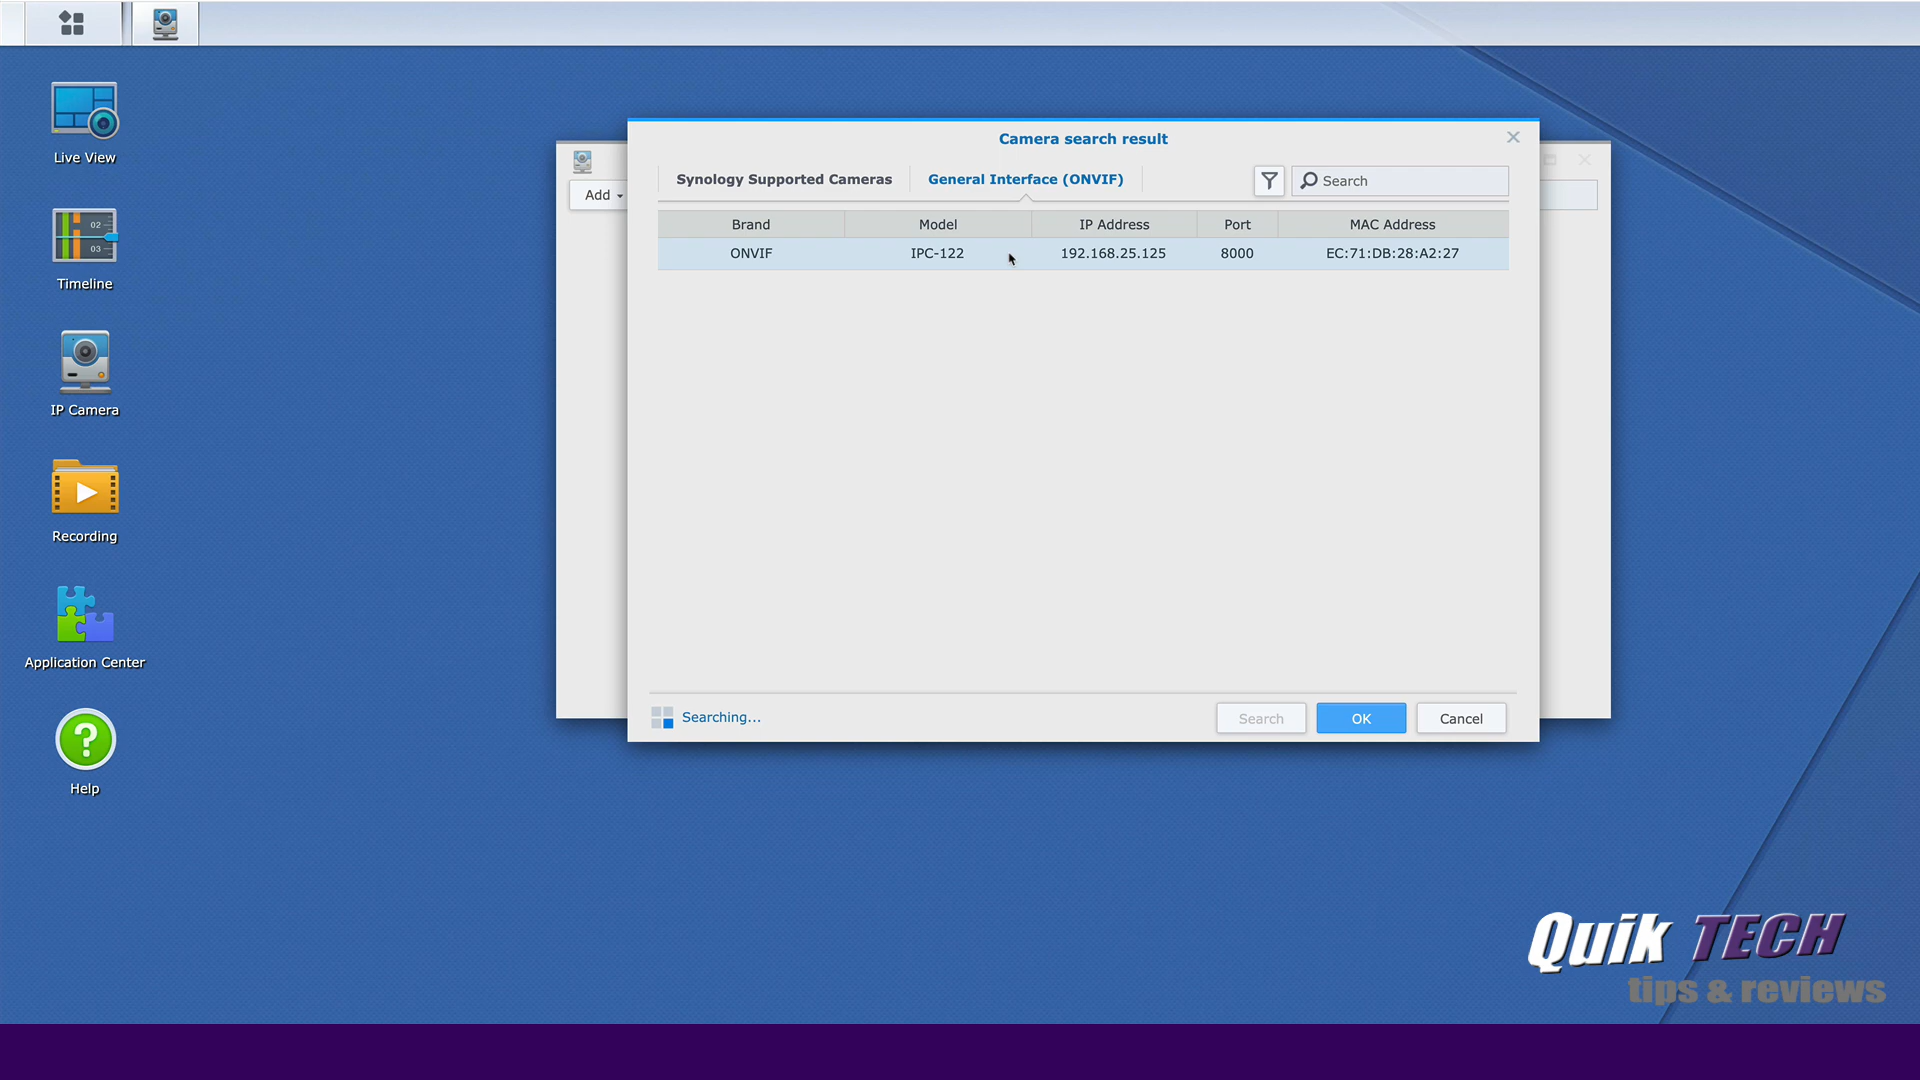 Live View
02
03
Timeline
IP Camera
Recording
Application Center
?
Help
Add
Camera search result
Synology Supported Cameras
General Interface (ONVIF)
Search
Brand Model IP Address Port MAC Address
ONVIF IPC-122 192.168.25.125 8000 EC:71:DB:28:A2:27
Searching...
Search
OK
Cancel
Quik TECH
tips & reviews